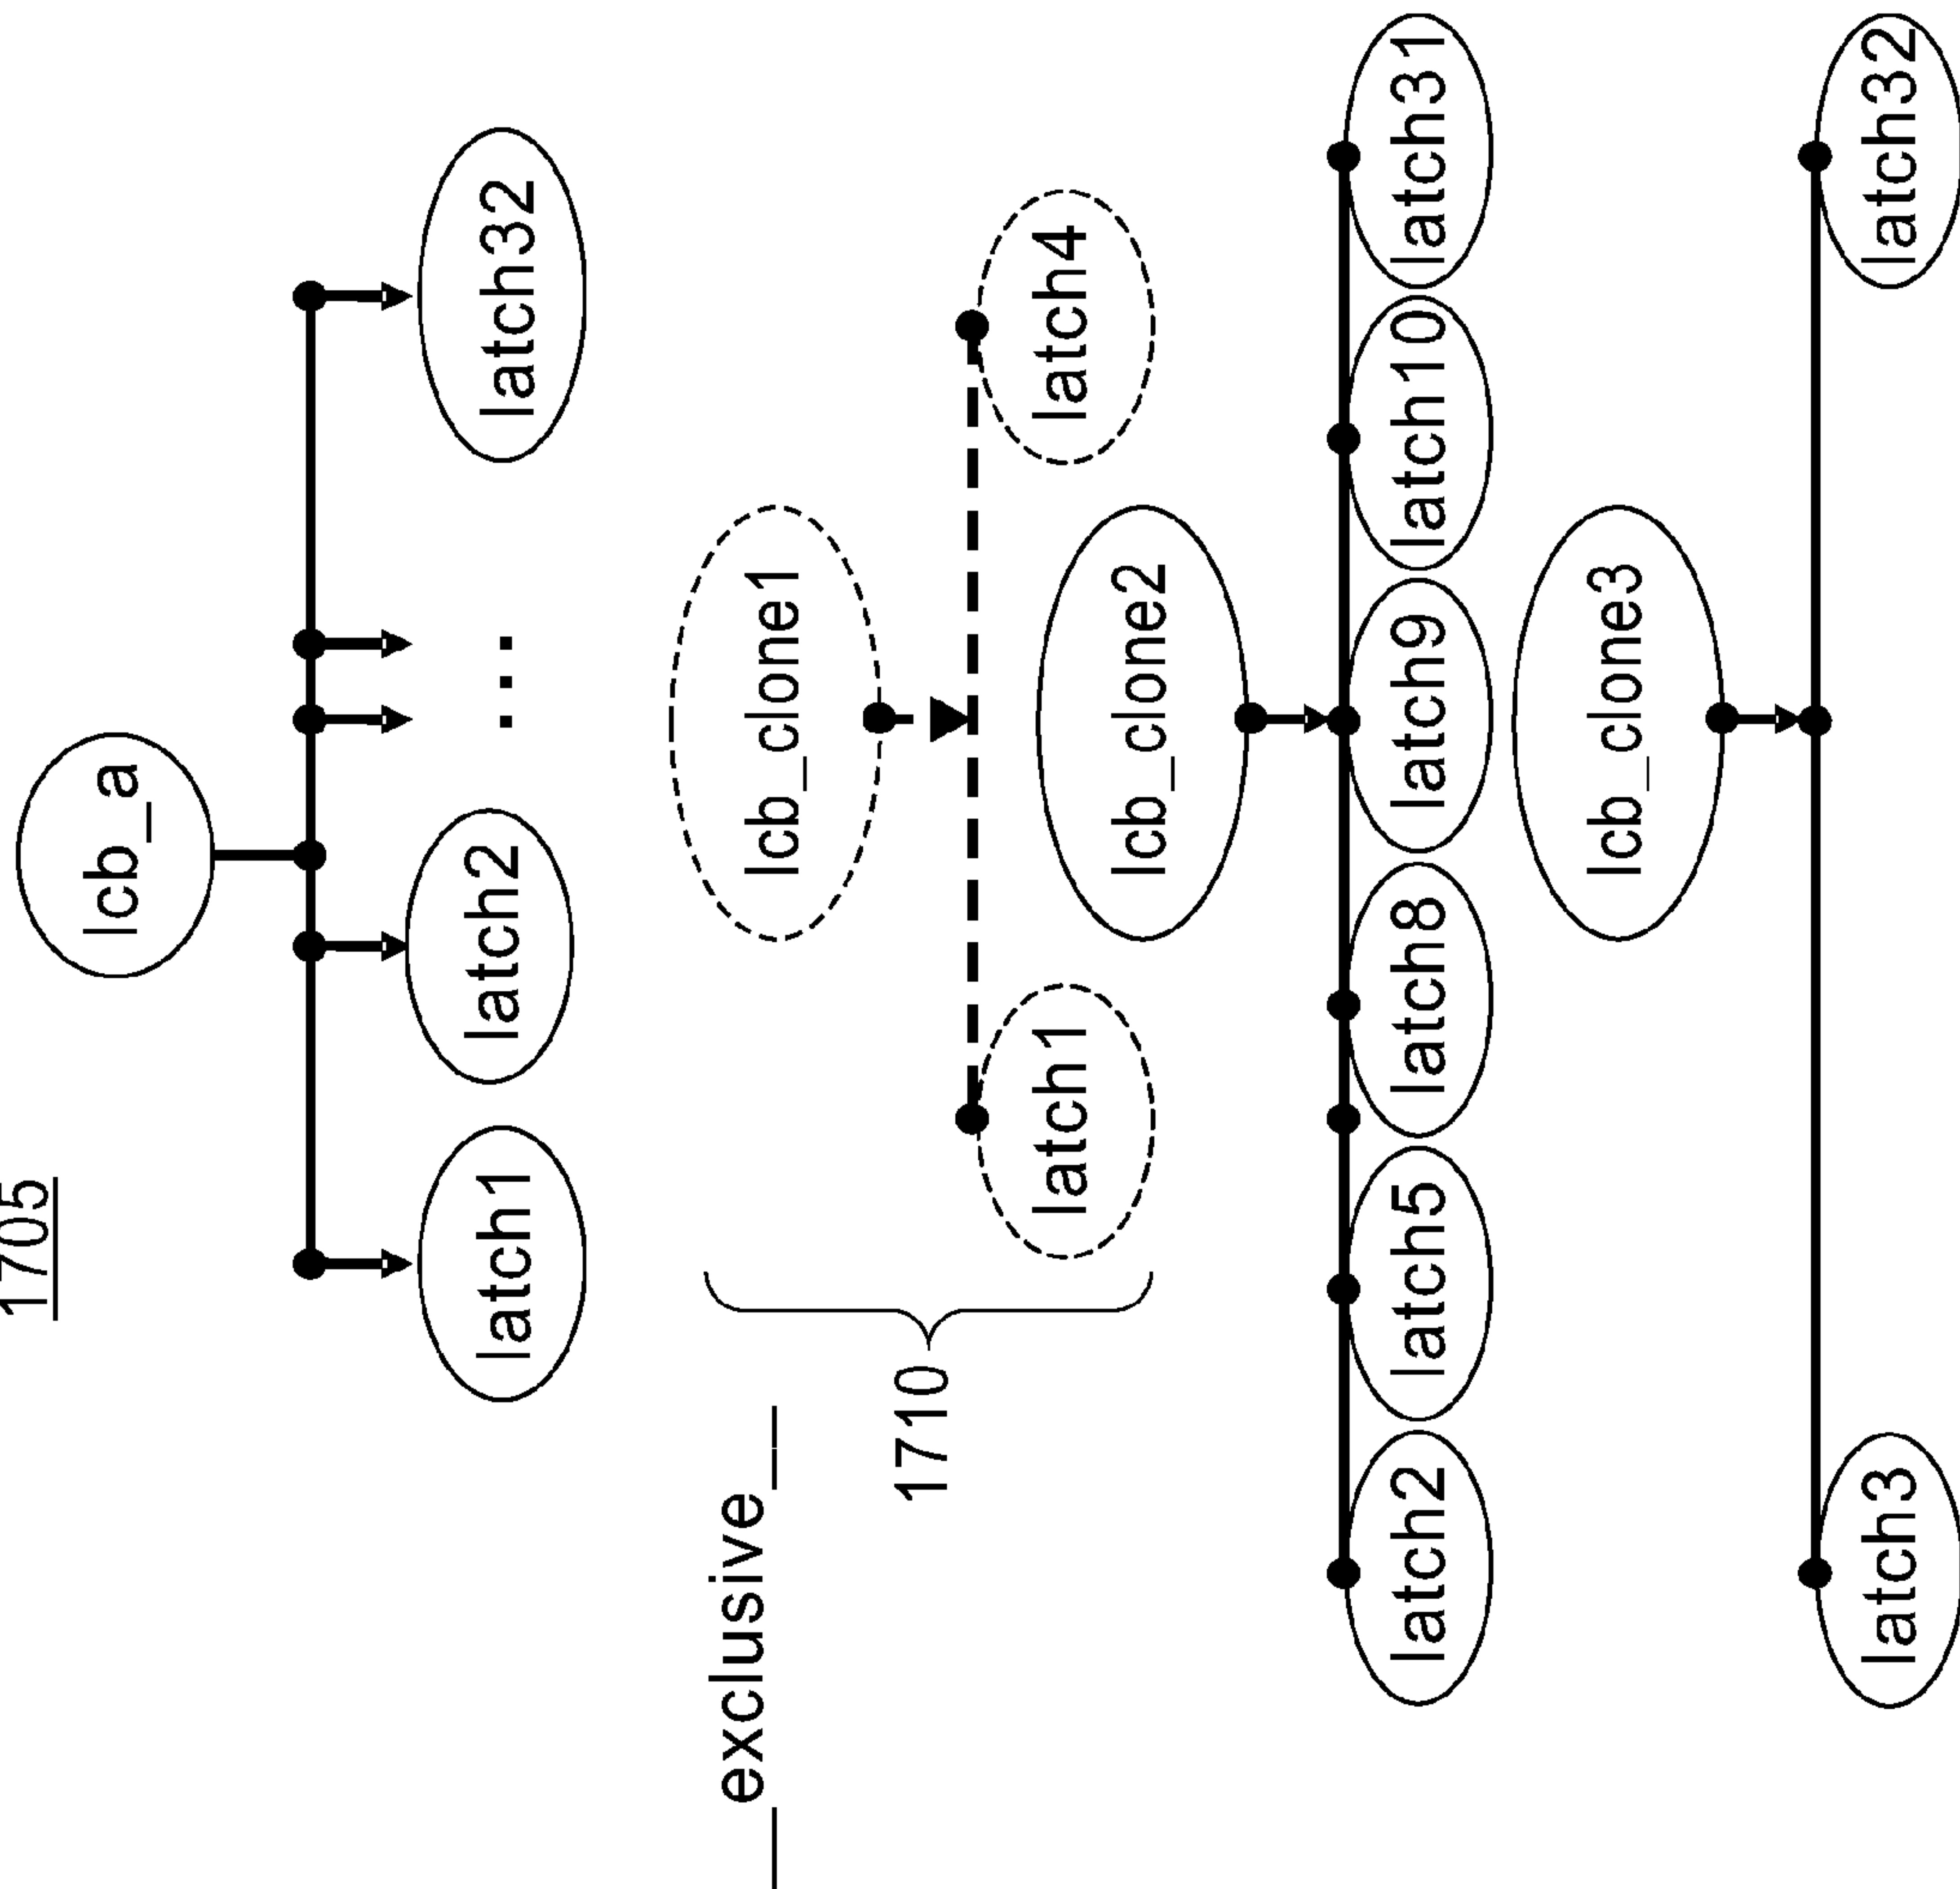 1705
lcb_a
latch1
latch2
...
latch32
__exclusive__
lcb_clone1
1710
latch1
latch4
lcb_clone2
latch2
latch5
latch8
latch9
latch10
latch31
lcb_clone3
latch3
latch32